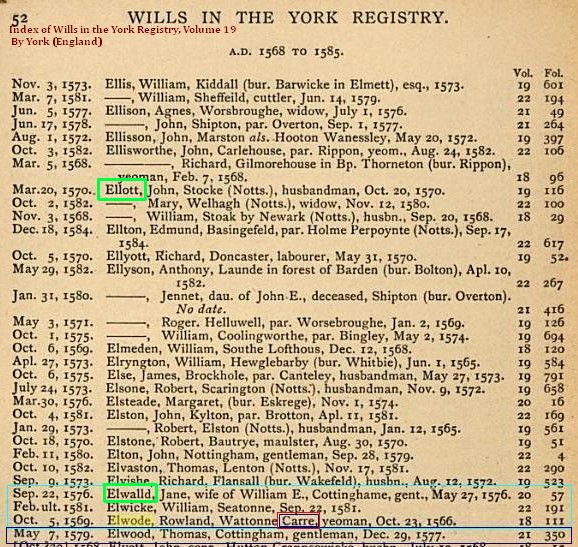 52 WILLS IN THE YORK REGISTRY.
Index of Wills in the York Registry, Volume 19
By York (England)
A.D. 1568 TO 1585.
Vol. Fol.
Nov. 3, 1573. Ellis, William, Kiddall (bur. Barwicke in Elmett), esq., 1573. 19 601
Mar. 7, 1581. ——, William, Sheffeild, cuttler, Jun. 14, 1579. 22 194
Jun. 5, 1577. Ellison, Agnes, Worsbroughe, widow, July 1, 1576. 21 49
Jun. 17, 1578. ——, John, Shipton, par. Overton, Sep. 1, 1577. 21 264
Aug. 1, 1572. Ellisson, John, Marston als. Hooton Wanesley, May 20, 1572. 19 397
Oct. 3, 1582. Ellisworthe, John, Carlehouse, par. Rippon, yeoman, Aug. 24, 1582. 22 106
Mar. 5, 1568. ——, Richard, Gilmorehouse in Bp. Thorneton (bur. Rippon),
yeoman, Feb. 7, 1568. 18 96
Mar. 20, 1570. Ellott, John, Stocke (Notts.), husbandman, Oct. 20, 1570. 19 116
Oct. 2, 1582. ——, Mary, Welhagh (Notts.), widow, Nov. 12, 1580. 22 100
Nov. 3, 1568. ——, William, Stoak by Newark (Notts.), husbn., Sep. 20, 1568. 18 29
Dec. 18, 1584. Ellton, Edmund, Basingefeld, par. Holme Perpoynte (Notts.), Sep. 17,
1584. 22 617
Oct. 5, 1570. Ellyott, Richard, Doncaster, labourer, May 31, 1570. 19 52
May 29, 1582. Ellyson, Anthony, Launde in forest of Barden (bur. Bolton), Apl. 10,
1582. 22 267
Jan. 31, 1580. ——, Jennet, dau. of John E., deceased, Shipton (bur. Overton).
No date. 21 416
May 3, 1571. ——, Roger. Helluwell, par. Worsebroughe, Jan. 2, 1569. 19 126
Oct. 1, 1575. ——, William, Coolingworthe, par. Bingley, May 2, 1574. 19 694
Oct. 6, 1569. Elmeden, William, Southe Lofthous, Dec. 12, 1568. 18 120
Apl. 27, 1573. Elryngton, William, Hewglebarby (bur. Whitbie), Jun. 1, 1565. 19 584
Oct. 6, 1575. Else, James, Brockhole, par. Canteley, husbandman, May 27, 1573. 19 791
July 24, 1573. Elsone, Robert, Scarington (Notts.), husbandman, Nov. 9, 1572. 19 658
Mar. 30, 1576. Elsteade, Margaret, (bur. Eskrege), Nov. 1, 1574. 20 16
Oct. 4, 1581. Elston, John, Kylton, par. Brotton, Apl. 11, 1581. 22 169
Jan. 29, 1573. ——, Robert, Elston (Notts.), husbandman, Jan. 12, 1565. 19 561
Oct. 18, 1570. Elstone, Robert, Bautrye, maulster, Aug. 30, 1570. 19 51
Feb. 11, 1580. Elton, John, Nottingham, gentleman, Sep. 28, 1579. 21 4
Oct. 10, 1582. Elvaston, Thomas, Lenton (Notts.), Nov. 17, 1581. 22 290
Sep. 9, 1573. Elvishe, Richard, Flansall (bur. Wakefeld), husbn., Aug. 12, 1572. 19 523
Sep. 22, 1576. Elwalld, Jane, wife of William E., Cottinghame, gent., May 27, 1576. 20 57
Feb. ult. 1581. Elwicke, William, Seatonne, Sep. 22, 1581. 22 191
Oct. 5, 1569. Elwode, Rowland, Wattonne Carre, yeoman, Oct. 23, 1566. 18 111
May 7, 1579. Elwood, Thomas, Cottingham, gentleman, Dec. 29, 1577. 21 350